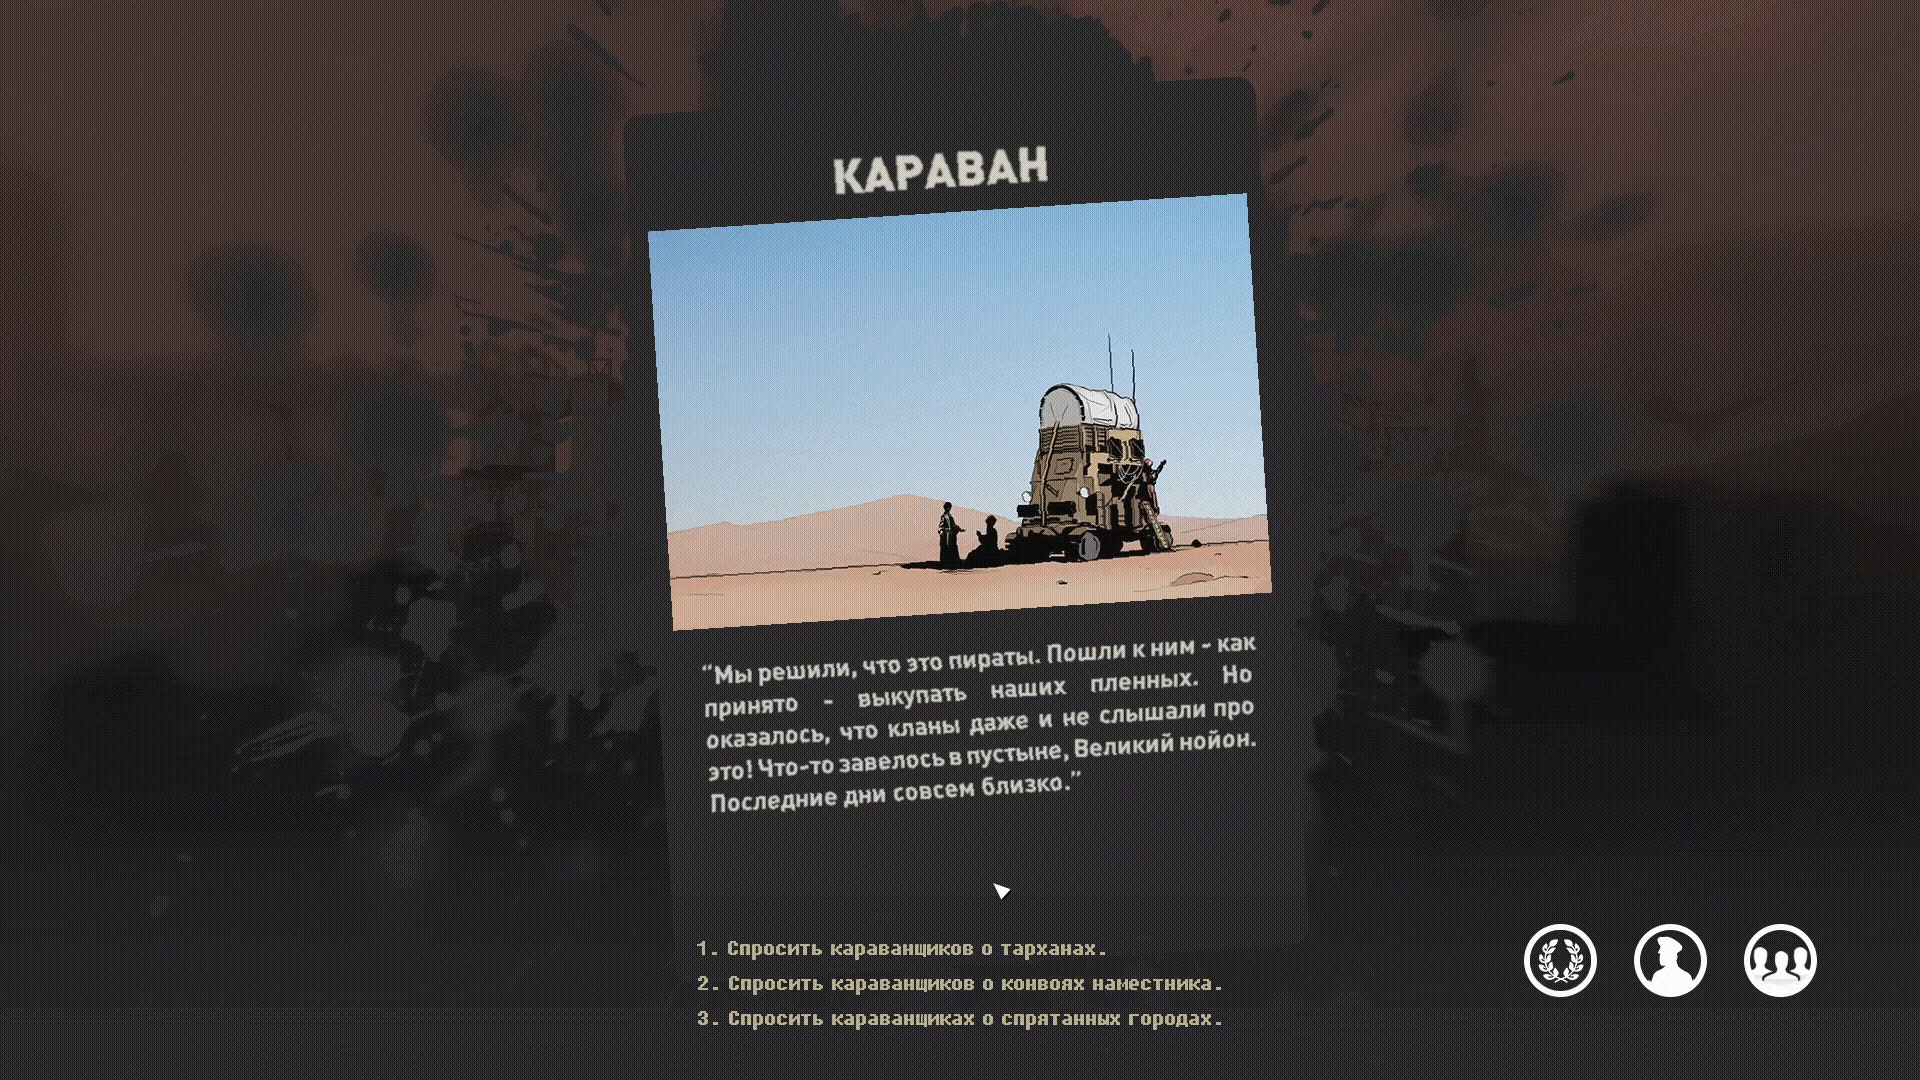 КАРАВАН
“Мы решили, что это пираты. Пошли к ним - как
принято - выкупать наших пленных. Но
оказалось, что кланы даже и не слышали про
это! Что-то завелось в пустыне, Великий нойон.
Последние дни совсем близко.”
1. Спросить караванщиков о тарханах.
2. Спросить караванщиков о конвоях наместника.
3. Спросить караванщиках о спрятанных городах.